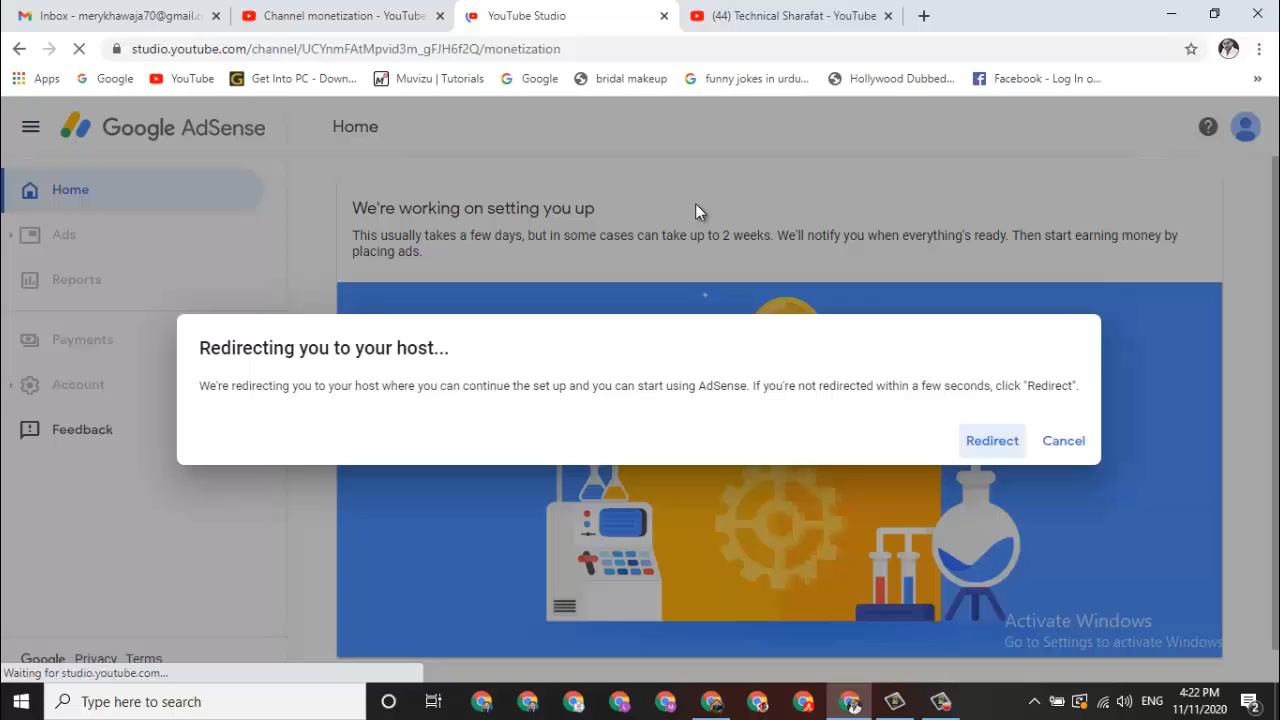 Inbox - merykhawaja70@gmail.c
Channel monetization - YouTube
YouTube Studio
(44) Technical Sharafat - YouTube
studio.youtube.com/channel/UCYnmFAtMpvid3m_gFJH6f2Q/monetization
Apps
Google
YouTube
Get Into PC - Down...
Muvizu | Tutorials
Google
bridal makeup
funny jokes in urdu...
Hollywood Dubbed...
Facebook - Log In o...
»
Google AdSense
Home
Home
Ads
Reports
Payments
Account
Feedback
We're working on setting you up
This usually takes a few days, but in some cases can take up to 2 weeks. We'll notify you when everything's ready. Then start earning money by
placing ads.
Redirecting you to your host...
We're redirecting you to your host where you can continue the set up and you can start using AdSense. If you're not redirected within a few seconds, click "Redirect".
Redirect
Cancel
Activate Windows
Go to Settings to activate Windows
Google Privacy Terms
Waiting for studio.youtube.com...
Type here to search
ENG
4:22 PM
11/11/2020
2